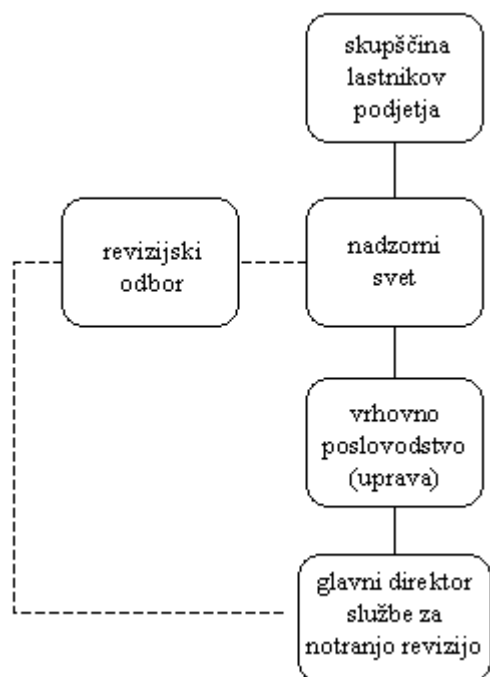 skupščina
lastnikov
podjetja
revizijski
odbor
nadzorni
svet
vrhovno
poslovodstvo
(uprava)
glavni direktor
službe za
notranjo revizijo